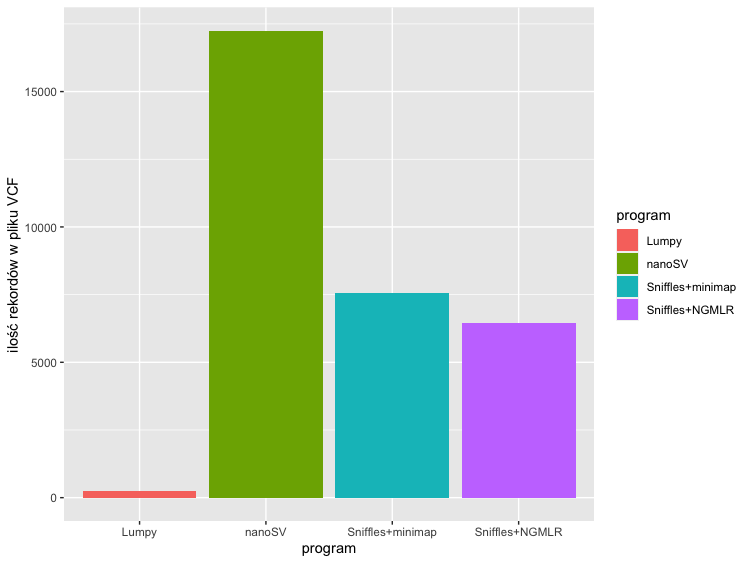 ilość rekordów w pliku VCF
15000
10000
5000
0
Lumpy
nanoSV
Sniffles+minimap
Sniffles+NGMLR
program
program
Lumpy
nanoSV
Sniffles+minimap
Sniffles+NGMLR